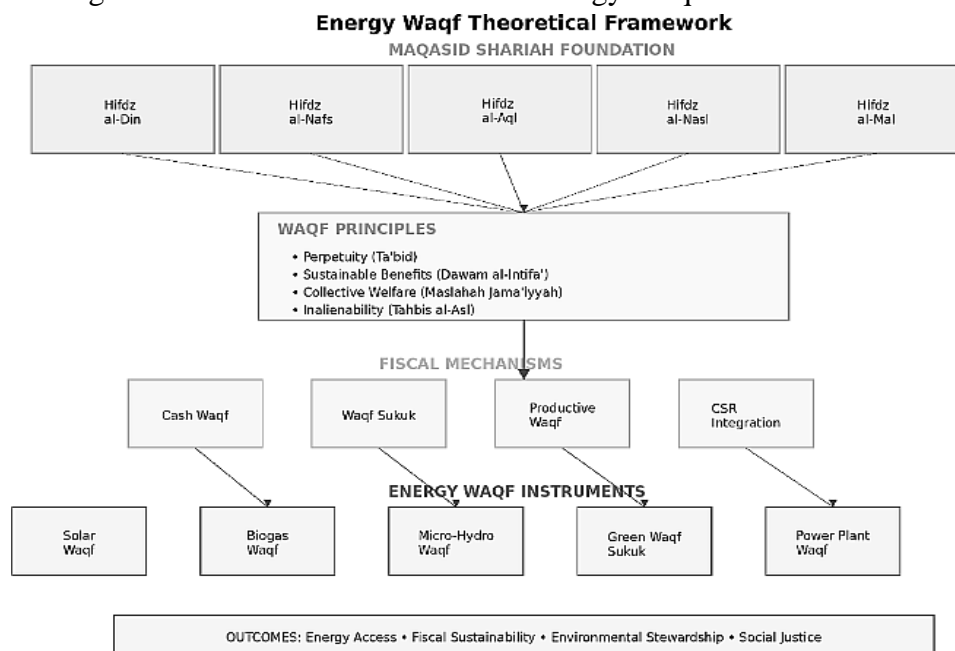 Energy Waqf Theoretical Framework
MAQASID SHARIAH FOUNDATION
Hifdz
al-Din
Hifdz
al-Nafs
Hifdz
al-Aql
Hifdz
al-Nasl
Hifdz
al-Mal
WAQF PRINCIPLES
• Perpetuity (Ta'bid)
• Sustainable Benefits (Dawam al-Intifa')
• Collective Welfare (Maslahah Jama'iyyah)
• Inalienability (Tahbis al-Asl)
FISCAL MECHANISMS
Cash Waqf
Waqf Sukuk
Productive
Waqf
CSR
Integration
ENERGY WAQF INSTRUMENTS
Solar
Waqf
Biogas
Waqf
Micro-Hydro
Waqf
Green Waqf
Sukuk
Power Plant
Waqf
OUTCOMES: Energy Access • Fiscal Sustainability • Environmental Stewardship • Social Justice